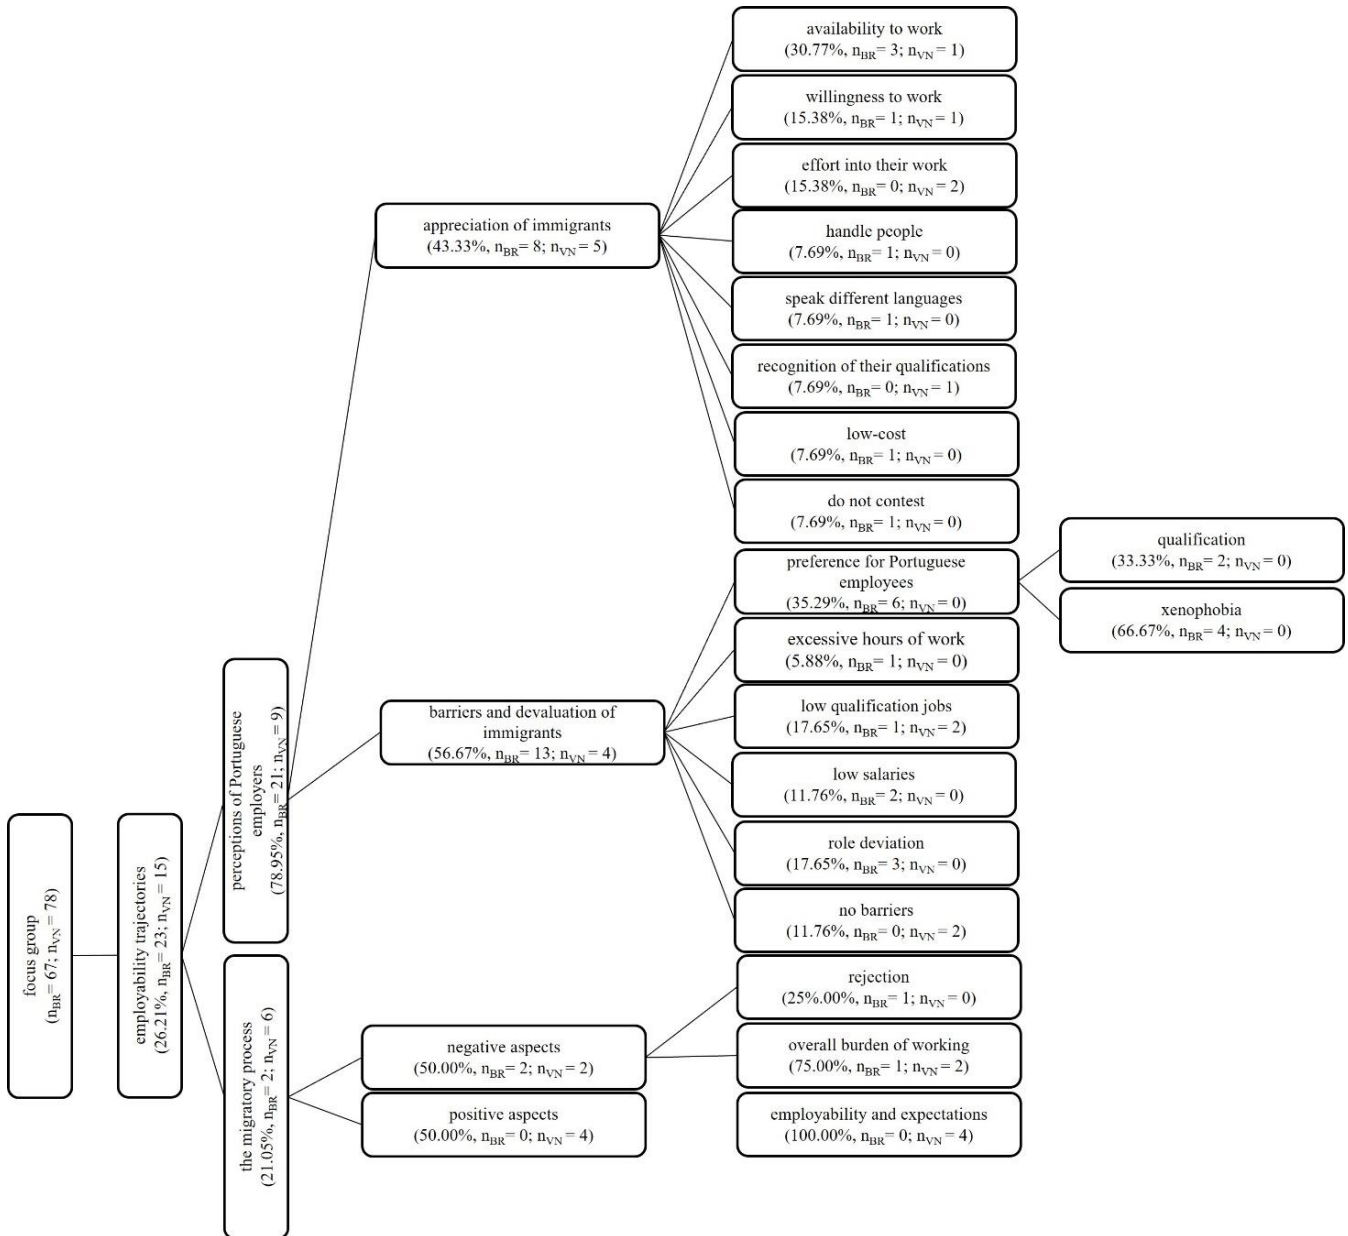 focus group
(nBR= 67; nVN = 78)
employability trajectories
(26.21%, nBR= 23; nVN = 15)
perceptions of Portuguese
employers
(78.95%, nBR= 21; nVN = 9)
the migratory process
(21.05%, nBR= 2; nVN = 6)
appreciation of immigrants
(43.33%, nBR= 8; nVN = 5)
barriers and devaluation of
immigrants
(56.67%, nBR= 13; nVN = 4)
negative aspects
(50.00%, nBR= 2; nVN = 2)
positive aspects
(50.00%, nBR= 0; nVN = 4)
availability to work
(30.77%, nBR= 3; nVN = 1)
willingness to work
(15.38%, nBR= 1; nVN = 1)
effort into their work
(15.38%, nBR= 0; nVN = 2)
handle people
(7.69%, nBR= 1; nVN = 0)
speak different languages
(7.69%, nBR= 1; nVN = 0)
recognition of their qualifications
(7.69%, nBR= 0; nVN = 1)
low-cost
(7.69%, nBR= 1; nVN = 0)
do not contest
(7.69%, nBR= 1; nVN = 0)
preference for Portuguese
employees
(35.29%, nBR= 6; nVN = 0)
excessive hours of work
(5.88%, nBR= 1; nVN = 0)
low qualification jobs
(17.65%, nBR= 1; nVN = 2)
low salaries
(11.76%, nBR= 2; nVN = 0)
role deviation
(17.65%, nBR= 3; nVN = 0)
no barriers
(11.76%, nBR= 0; nVN = 2)
rejection
(25%.00%, nBR= 1; nVN = 0)
overall burden of working
(75.00%, nBR= 1; nVN = 2)
employability and expectations
(100.00%, nBR= 0; nVN = 4)
qualification
(33.33%, nBR= 2; nVN = 0)
xenophobia
(66.67%, nBR= 4; nVN = 0)